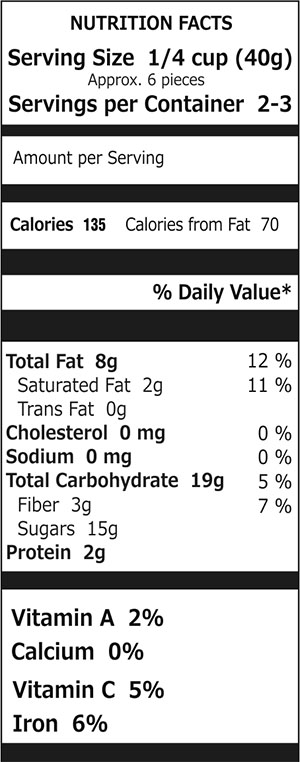 NUTRITION FACTS
Serving Size 1/4 cup (40g)
Approx. 6 pieces
Servings per Container 2-3
Amount per Serving
Calories 135 Calories from Fat 70
% Daily Value*
Total Fat 8g 12 %
Saturated Fat 2g 11 %
Trans Fat 0g
Cholesterol 0 mg 0 %
Sodium 0 mg 0 %
Total Carbohydrate 19g 5 %
Fiber 3g 7 %
Sugars 15g
Protein 2g
Vitamin A 2%
Calcium 0%
Vitamin C 5%
Iron 6%